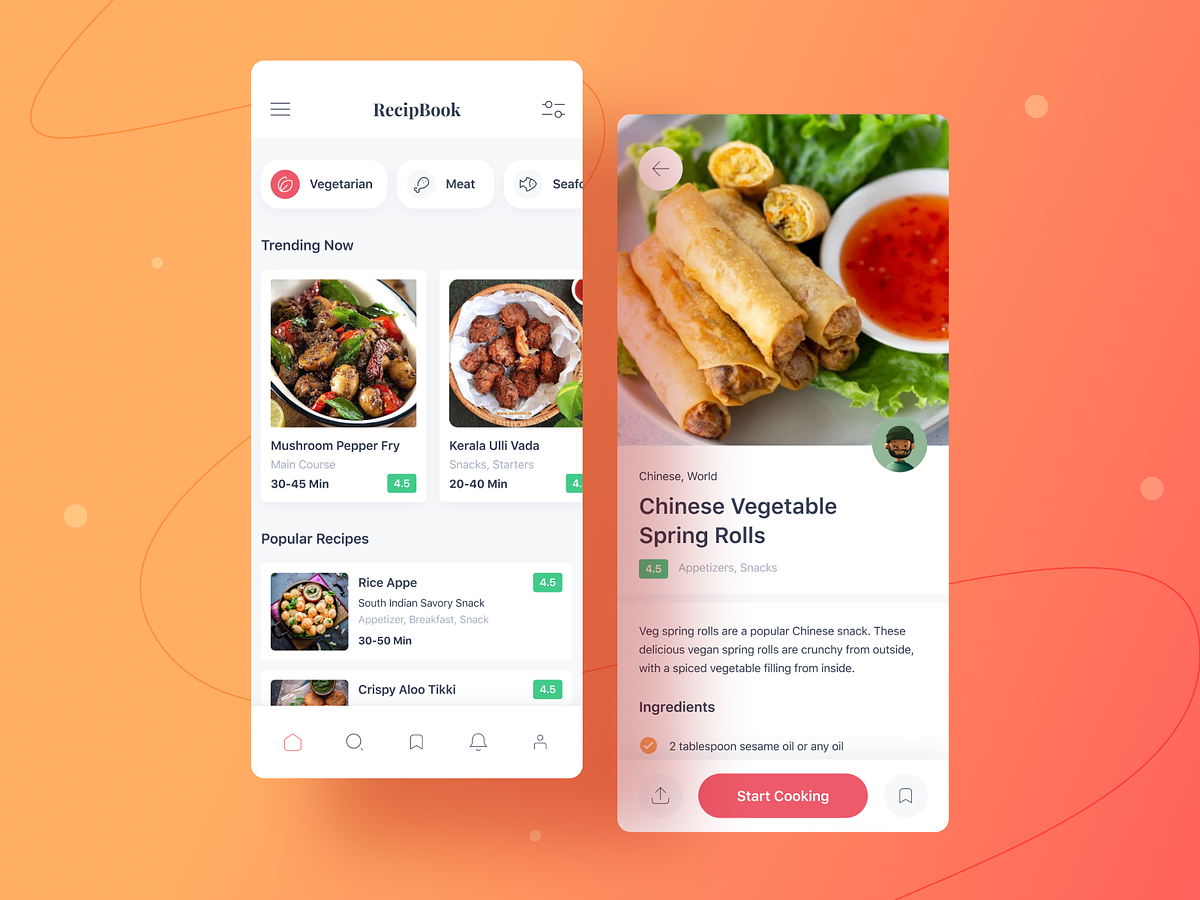 RecipBook
Vegetarian
Meat
Seafo
Trending Now
Mushroom Pepper Fry
Main Course
30-45 Min
4.5
Kerala Ulli Vada
Snacks, Starters
20-40 Min
4.
Popular Recipes
Rice Appe
4.5
South Indian Savory Snack
Appetizer, Breakfast, Snack
30-50 Min
Crispy Aloo Tikki
4.5
Chinese, World
Chinese Vegetable
Spring Rolls
4.5
Appetizers, Snacks
Veg spring rolls are a popular Chinese snack. These
delicious vegan spring rolls are crunchy from outside,
with a spiced vegetable filling from inside.
Ingredients
2 tablespoon sesame oil or any oil
Start Cooking